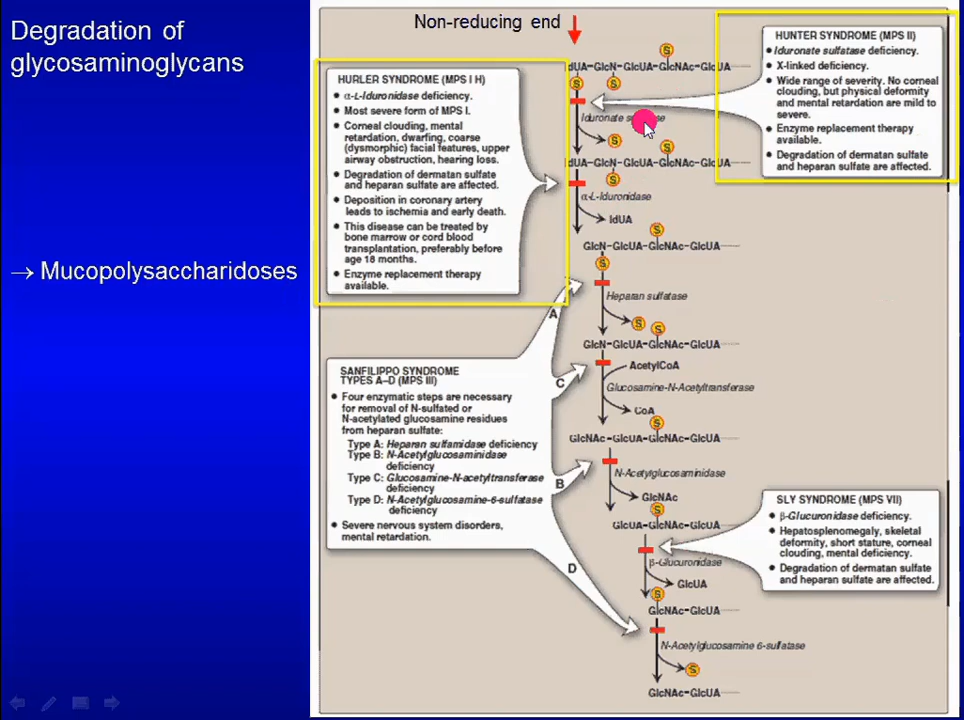 Degradation of
glycosaminoglycans
→ Mucopolysaccharidoses
Non-reducing end
HURLER SYNDROME (MPS I H)
• α-L-Iduronidase deficiency.
• Most severe form of MPS I.
• Corneal clouding, mental
retardation, dwarfing, coarse
(dysmorphic) facial features, upper
airway obstruction, hearing loss.
• Degradation of dermatan sulfate
and heparan sulfate are affected.
• Deposition in coronary artery
leads to ischemia and early death.
• This disease can be treated by
bone marrow or cord blood
transplantation, preferably before
age 18 months.
• Enzyme replacement therapy
available.
HUNTER SYNDROME (MPS II)
• Iduronate sulfatase deficiency.
• X-linked deficiency.
• Wide range of severity. No corneal
clouding, but physical deformity
and mental retardation are mild to
severe.
• Enzyme replacement therapy
available.
• Degradation of dermatan sulfate
and heparan sulfate are affected.
S
IdUA–GlcN–GlcUA–GlcNAc–GlcUA
S S
Iduronate
S
S
IdUA–GlcN–GlcUA–GlcNAc–GlcUA
S
α-L-Iduronidase
IdUA
S
GlcN–GlcUA–GlcNAc–GlcUA
S
Heparan sulfatase
S
S
GlcN–GlcUA–GlcNAc–GlcUA
AcetylCoA
Glucosamine-N-Acetyltransferase
CoA
S
GlcNAc–GlcUA–GlcNAc–GlcUA
N-Acetylglucosaminidase
GlcNAc
S
GlcUA–GlcNAc–GlcUA
β-Glucuronidase
GlcUA
S
GlcNAc–GlcUA
N-Acetylglucosamine 6-sulfatase
S
GlcNAc–GlcUA
A
C
B
D
SANFILIPPO SYNDROME
TYPES A–D (MPS III)
• Four enzymatic steps are necessary
for removal of N-sulfated or
N-acetylated glucosamine residues
from heparan sulfate:
Type A: Heparan sulfamidase deficiency
Type B: N-Acetylglucosaminidase
deficiency
Type C: Glucosamine-N-acetyltransferase
deficiency
Type D: N-Acetylglucosamine-6-sulfatase
deficiency
• Severe nervous system disorders,
mental retardation.
SLY SYNDROME (MPS VII)
• β-Glucuronidase deficiency.
• Hepatosplenomegaly, skeletal
deformity, short stature, corneal
clouding, mental deficiency.
• Degradation of dermatan sulfate
and heparan sulfate are affected.